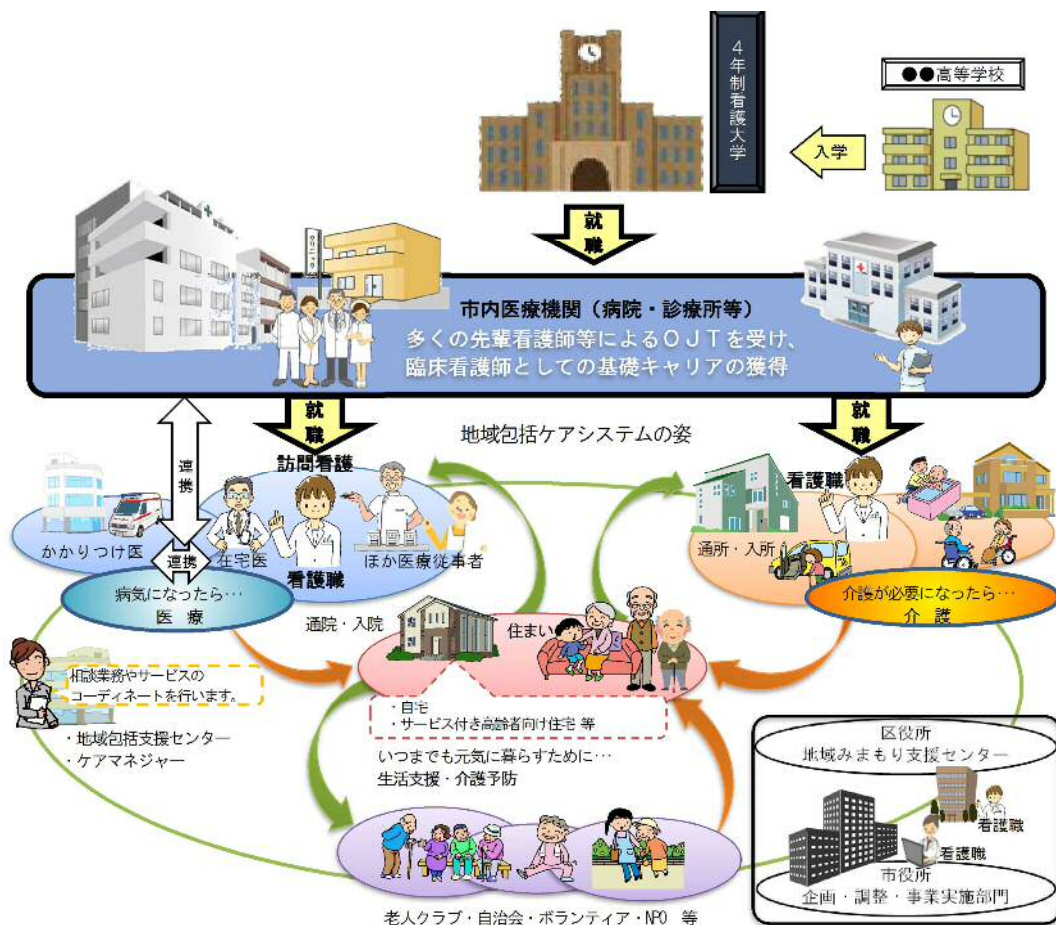 4年制看護大学
●●高等学校
入学
就職
クリニック
市内医療機関（病院・診療所等）
多くの先輩看護師等によるＯＪＴを受け、
臨床看護師としての基礎キャリアの獲得
就職
就職
地域包括ケアシステムの姿
連携
訪問看護
看護職
かかりつけ医
連携
在宅医
看護職
ほか医療従事者
通所・入所
病気になったら…
医 療
介護が必要になったら…
介 護
通院・入院
住まい
相談業務やサービスの
コーディネートを行います。
・地域包括支援センター
・ケアマネジャー
・自宅
・サービス付き高齢者向け住宅 等
いつまでも元気に暮らすために…
生活支援・介護予防
区役所
地域みまもり支援センター
看護職
看護職
市役所
企画・調整・事業実施部門
老人クラブ・自治会・ボランティア・NPO 等